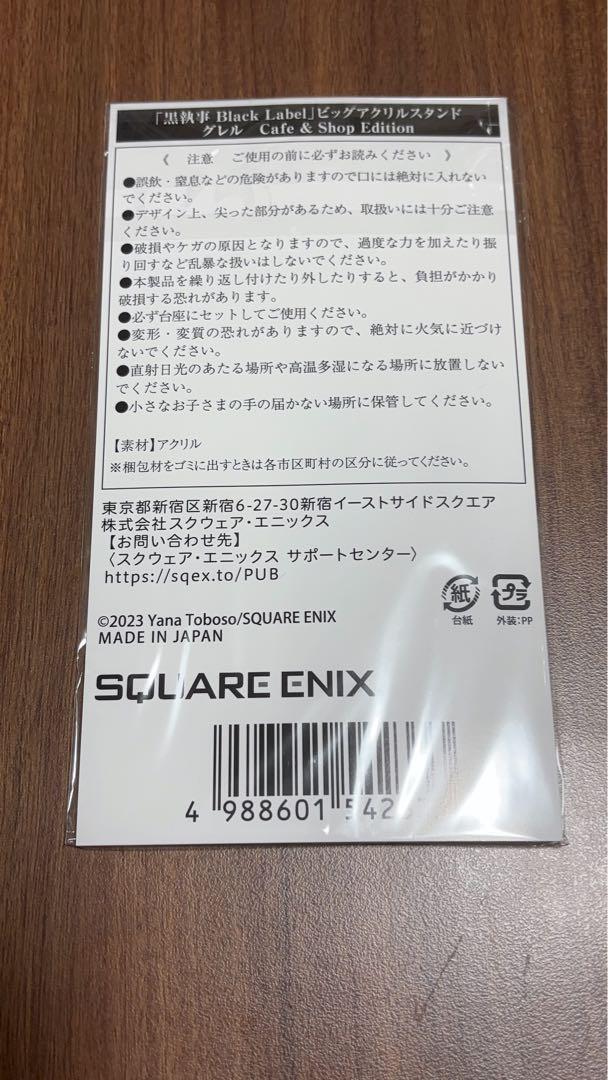 「黒執事 Black Label」ビッグアクリルスタンド
グレル Cafe & Shop Edition
《 注意 ご使用の前に必ずお読みください 》
●誤飲・窒息などの危険がありますので口には絶対に入れない
でください。
●デザイン上、尖った部分があるため、取扱いには十分ご注意
ください。
●破損やケガの原因となりますので、過度な力を加えたり振
り回すなど乱暴な扱いはしないでください。
●本製品を繰り返し付けたり外したりすると、負担がかかり
破損する恐れがあります。
●必ず台座にセットしてご使用ください。
●変形・変質の恐れがありますので、絶対に火気に近づけ
ないでください。
●直射日光のあたる場所や高温多湿になる場所に放置しない
でください。
●小さなお子さまの手の届かない場所に保管してください。
【素材】アクリル
※梱包材をゴミに出すときは各市区町村の区分に従ってください。
東京都新宿区新宿6-27-30新宿イーストサイドスクエア
株式会社スクウェア・エニックス
【お問い合わせ先】
〈スクウェア・エニックス サポートセンター〉
https://sqex.to/PUB
紙 プラ
台紙 外装:PP
©2023 Yana Toboso/SQUARE ENIX
MADE IN JAPAN
SQUARE ENIX
4 988601 542